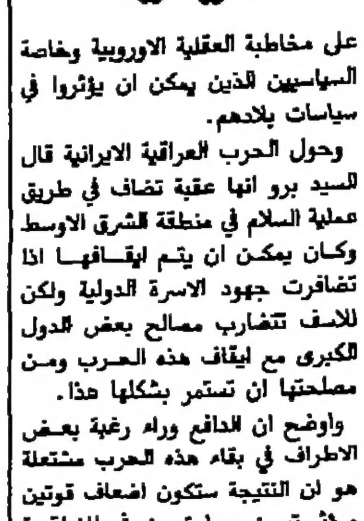 على مخاطبة العقلية الاوروبية وخاصة
السياسيين الذين يمكن ان يؤثروا في
سياسات بلادهم.
وحول الحرب العراقية الايرانية قال
السيد برو انها عقبة تضاف في طريق
عملية السلام في منطقة الشرق الاوسط
وكان يمكن ان يتم ايقافها اذا
تضافرت جهود الاسرة الدولية ولكن
للاسف تتضارب مصالح بعض الدول
الكبرى مع ايقاف هذه الحرب ومن
مصلحتها ان تستمر بشكلها هذا.
واوضح ان الدافع وراء رغبة بعض
الاطراف في بقاء هذه الحرب مشتعلة
هو ان النتيجة ستكون اضعاف قوتين